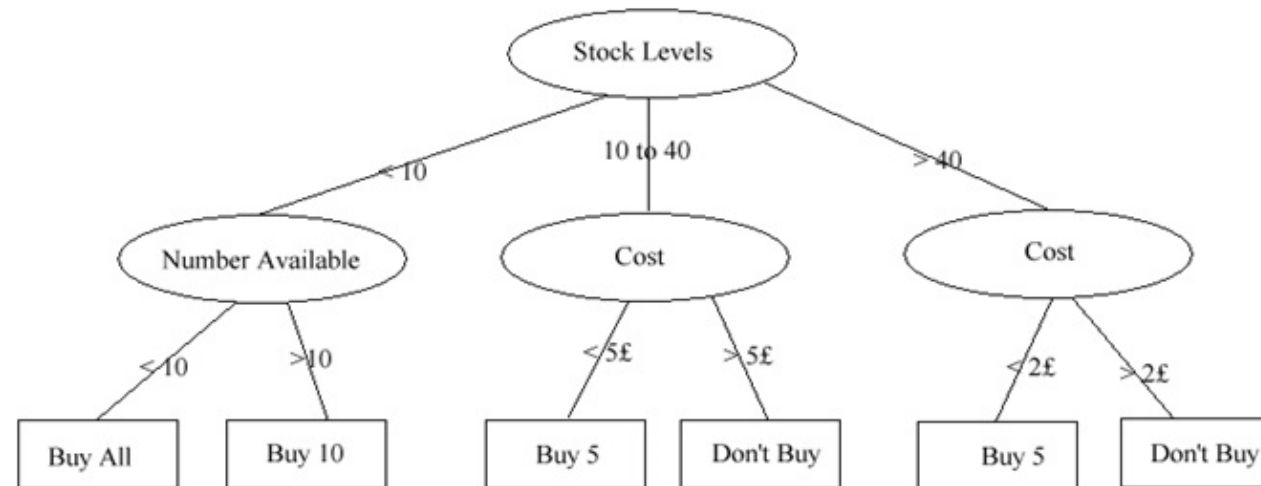 Stock Levels
< 10
10 to 40
> 40
Number Available
Cost
Cost
< 10
>10
< 5£
> 5£
< 2£
> 2£
Buy All
Buy 10
Buy 5
Don't Buy
Buy 5
Don't Buy